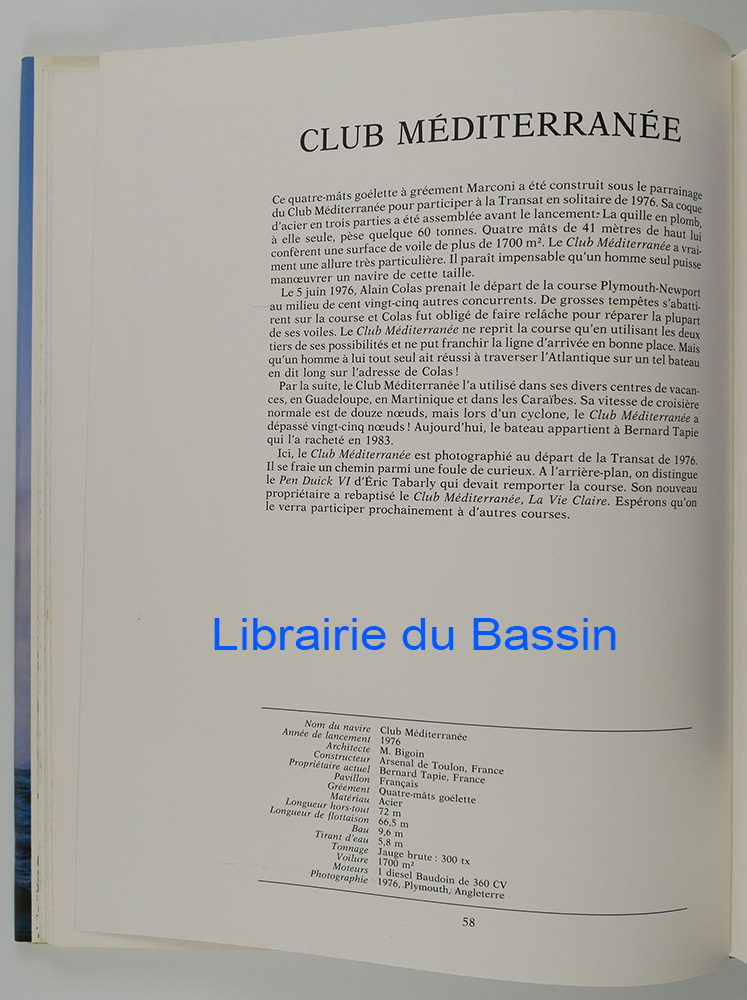 CLUB MÉDITERRANÉE
Ce quatre-mâts goélette à gréement Marconi a été construit sous le parrainage
du Club Méditerranée pour participer à la Transat en solitaire de 1976. Sa coque
d'acier en trois parties a été assemblée avant le lancement. La quille en plomb,
à elle seule, pèse quelque 60 tonnes. Quatre mâts de 41 mètres de haut lui
confèrent une surface de voile de plus de 1700 m². Le Club Méditerranée a vrai-
ment une allure très particulière. Il paraît impensable qu'un homme seul puisse
manœuvrer un navire de cette taille.
Le 5 juin 1976, Alain Colas prenait le départ de la course Plymouth-Newport
au milieu de cent vingt-cinq autres concurrents. De grosses tempêtes s'abatti-
rent sur la course et Colas fut obligé de faire relâche pour réparer la plupart
de ses voiles. Le Club Méditerranée ne reprit la course qu'en utilisant les deux
tiers de ses possibilités et ne put franchir la ligne d'arrivée en bonne place. Mais
qu'un homme à lui tout seul ait réussi à traverser l'Atlantique sur un tel bateau
en dit long sur l'adresse de Colas !
Par la suite, le Club Méditerranée l'a utilisé dans ses divers centres de vacan-
ces, en Guadeloupe, en Martinique et dans les Caraïbes. Sa vitesse de croisière
normale est de douze nœuds, mais lors d'un cyclone, le Club Méditerranée a
dépassé vingt-cinq nœuds ! Aujourd'hui, le bateau appartient à Bernard Tapie
qui l'a racheté en 1983.
Ici, le Club Méditerranée est photographié au départ de la Transat de 1976.
Il se fraie un chemin parmi une foule de curieux. A l'arrière-plan, on distingue
le Pen Duick VI d'Éric Tabarly qui devait remporter la course. Son nouveau
propriétaire a rebaptisé le Club Méditerranée, La Vie Claire. Espérons qu'on
le verra participer prochainement à d'autres courses.
Librairie du Bassin
Nom du navire Club Méditerranée
Année de lancement 1976
Architecte M. Bigoin
Constructeur Arsenal de Toulon, France
Propriétaire actuel Bernard Tapie, France
Pavillon Français
Gréement Quatre-mâts goélette
Matériau Acier
Longueur hors-tout 72 m
Longueur de flottaison 66,5 m
Bau 9,6 m
Tirant d'eau 5,8 m
Tonnage Jauge brute : 300 tx
Voilure 1700 m²
Moteurs 1 diesel Baudoin de 360 CV
Photographie 1976, Plymouth, Angleterre
58